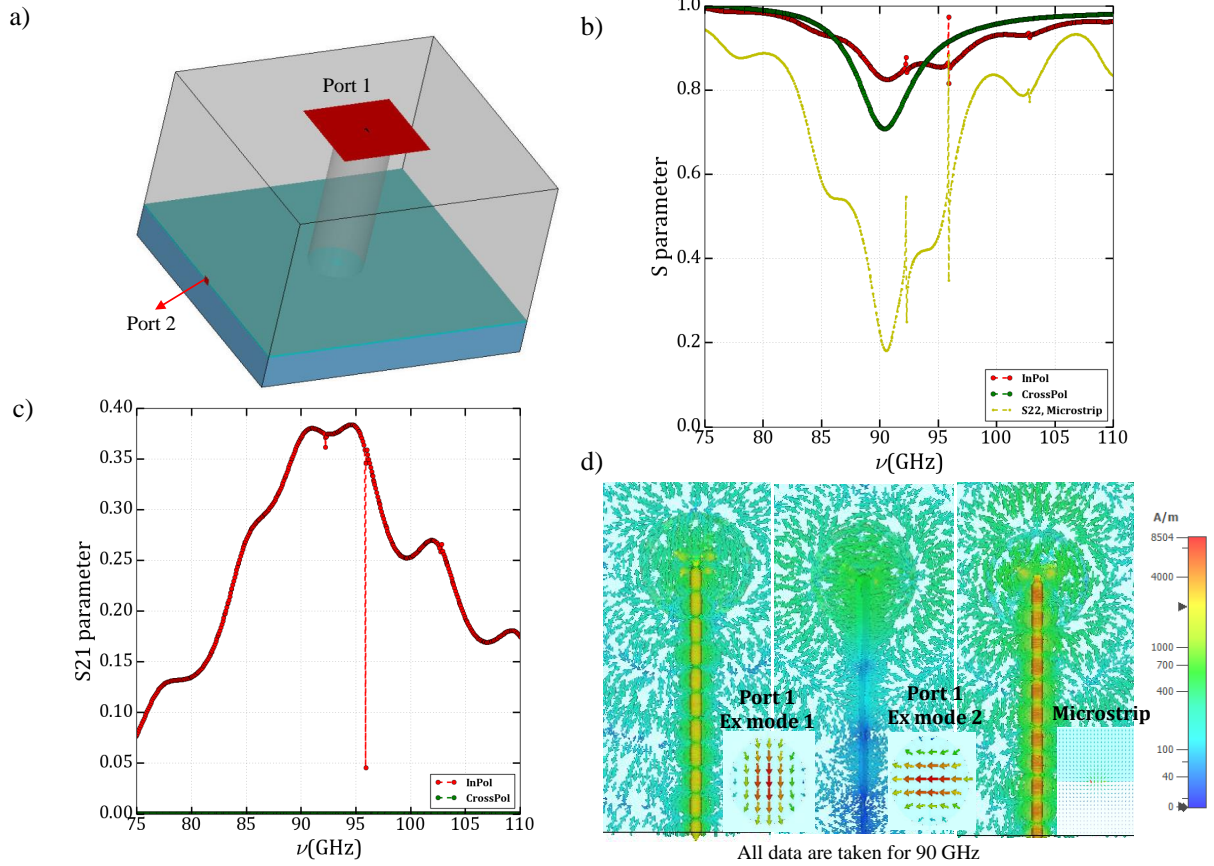 a)
Port 1
Port 2
b)
S parameter
1.0
0.8
0.6
0.4
0.2
0.0
75 80 85 90 95 100 105 110
ν(GHz)
InPol
CrossPol
S22, Microstrip
c)
S21 parameter
0.40
0.35
0.30
0.25
0.20
0.15
0.10
0.05
0.00
75 80 85 90 95 100 105 110
ν(GHz)
InPol
CrossPol
d)
Port 1
Ex mode 1
Port 1
Ex mode 2
Microstrip
A/m
8504
4000
1000
700
400
100
40
0
All data are taken for 90 GHz